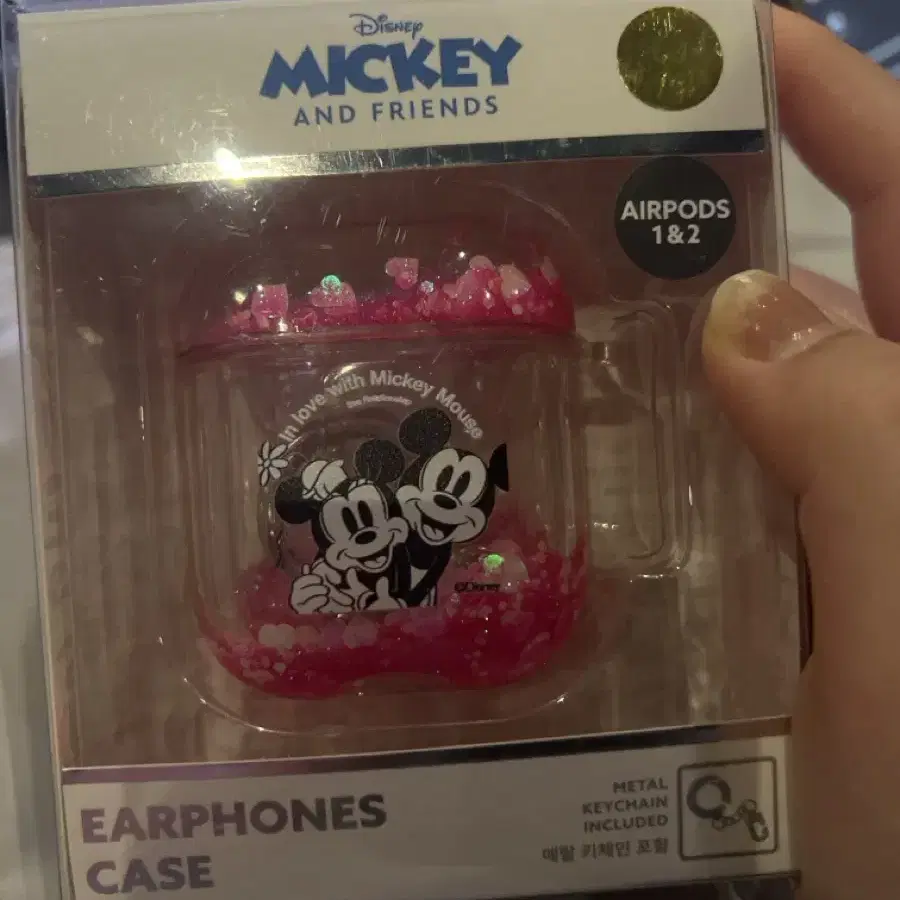 Disney
MICKEY
AND FRIENDS
AIRPODS
1&2
In love with Mickey Mouse
©Disney
EARPHONES
CASE
METAL
KEYCHAIN
INCLUDED
메탈 키체인 포함